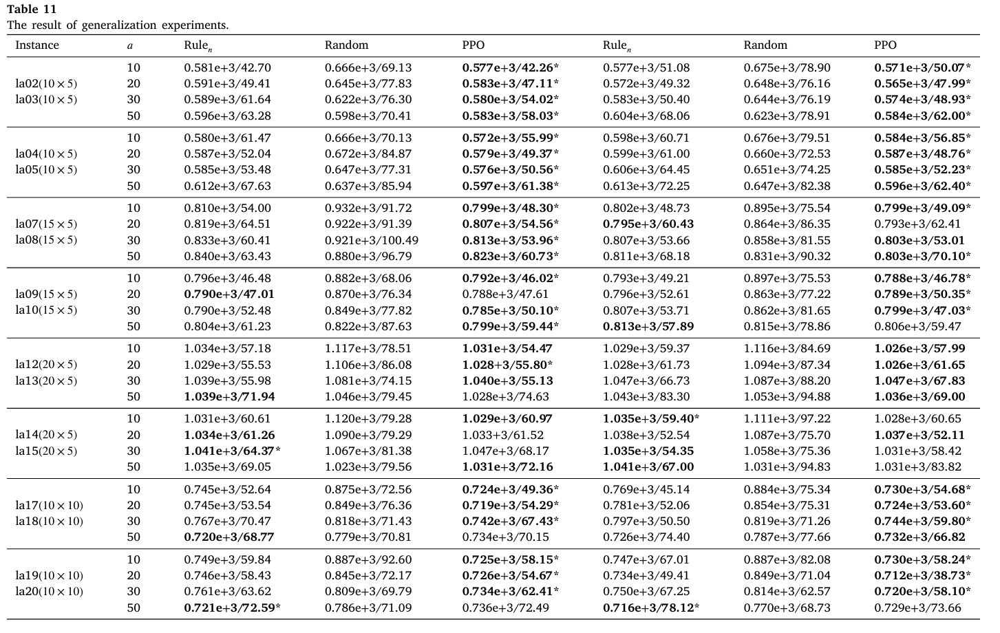 Table 11
The result of generalization experiments.
Instance a Rule_n Random PPO Rule_n Random PPO
10 0.581e+3/42.70 0.666e+3/69.13 0.577e+3/42.26* 0.577e+3/51.08 0.675e+3/78.90 0.571e+3/50.07*
la02(10 × 5) 20 0.591e+3/49.41 0.645e+3/77.83 0.583e+3/47.11* 0.572e+3/49.32 0.648e+3/76.16 0.565e+3/47.99*
la03(10 × 5) 30 0.589e+3/61.64 0.622e+3/76.30 0.580e+3/54.02* 0.583e+3/50.40 0.644e+3/76.19 0.574e+3/48.93*
50 0.596e+3/63.28 0.598e+3/70.41 0.583e+3/58.03* 0.604e+3/68.06 0.623e+3/78.91 0.584e+3/62.00*
10 0.580e+3/61.47 0.666e+3/70.13 0.572e+3/55.99* 0.598e+3/60.71 0.676e+3/79.51 0.584e+3/56.85*
la04(10 × 5) 20 0.587e+3/52.04 0.672e+3/84.87 0.579e+3/49.37* 0.599e+3/61.00 0.660e+3/72.53 0.587e+3/48.76*
la05(10 × 5) 30 0.585e+3/53.48 0.647e+3/77.31 0.576e+3/50.56* 0.606e+3/64.45 0.651e+3/74.25 0.585e+3/52.23*
50 0.612e+3/67.63 0.637e+3/85.94 0.597e+3/61.38* 0.613e+3/72.25 0.647e+3/82.38 0.596e+3/62.40*
10 0.810e+3/54.00 0.932e+3/91.72 0.799e+3/48.30* 0.802e+3/48.73 0.895e+3/75.54 0.799e+3/49.09*
la07(15 × 5) 20 0.819e+3/64.51 0.922e+3/91.39 0.807e+3/54.56* 0.795e+3/60.43 0.864e+3/86.35 0.793e+3/62.41
la08(15 × 5) 30 0.833e+3/60.41 0.921e+3/100.49 0.813e+3/53.96* 0.807e+3/53.66 0.858e+3/81.55 0.803e+3/53.01
50 0.840e+3/63.43 0.880e+3/96.79 0.823e+3/60.73* 0.811e+3/68.18 0.831e+3/90.32 0.803e+3/70.10*
10 0.796e+3/46.48 0.882e+3/68.06 0.792e+3/46.02* 0.793e+3/49.21 0.897e+3/75.53 0.788e+3/46.78*
la09(15 × 5) 20 0.790e+3/47.01 0.870e+3/76.34 0.788e+3/47.61 0.796e+3/52.61 0.863e+3/77.22 0.789e+3/50.35*
la10(15 × 5) 30 0.790e+3/52.48 0.849e+3/77.82 0.785e+3/50.10* 0.807e+3/53.71 0.862e+3/81.65 0.799e+3/47.03*
50 0.804e+3/61.23 0.822e+3/87.63 0.799e+3/59.44* 0.813e+3/57.89 0.815e+3/78.86 0.806e+3/59.47
10 1.034e+3/57.18 1.117e+3/78.51 1.031e+3/54.47 1.029e+3/59.37 1.116e+3/84.69 1.026e+3/57.99
la12(20 × 5) 20 1.029e+3/55.53 1.106e+3/86.08 1.028+3/55.80* 1.028e+3/61.73 1.094e+3/87.34 1.026e+3/61.65
la13(20 × 5) 30 1.039e+3/55.98 1.081e+3/74.15 1.040e+3/55.13 1.047e+3/66.73 1.087e+3/88.20 1.047e+3/67.83
50 1.039e+3/71.94 1.046e+3/79.45 1.028e+3/74.63 1.043e+3/83.30 1.053e+3/94.88 1.036e+3/69.00
10 1.031e+3/60.61 1.120e+3/79.28 1.029e+3/60.97 1.035e+3/59.40* 1.111e+3/97.22 1.028e+3/60.65
la14(20 × 5) 20 1.034e+3/61.26 1.090e+3/79.29 1.033+3/61.52 1.038e+3/52.54 1.087e+3/75.70 1.037e+3/52.11
la15(20 × 5) 30 1.041e+3/64.37* 1.067e+3/81.38 1.047e+3/68.17 1.035e+3/54.35 1.058e+3/75.36 1.031e+3/58.42
50 1.035e+3/69.05 1.023e+3/79.56 1.031e+3/72.16 1.041e+3/67.00 1.031e+3/94.83 1.031e+3/83.82
10 0.745e+3/52.64 0.875e+3/72.56 0.724e+3/49.36* 0.769e+3/45.14 0.884e+3/75.34 0.730e+3/54.68*
la17(10 × 10) 20 0.745e+3/53.54 0.849e+3/76.36 0.719e+3/54.29* 0.781e+3/52.06 0.854e+3/75.31 0.724e+3/53.60*
la18(10 × 10) 30 0.767e+3/70.47 0.818e+3/71.43 0.742e+3/67.43* 0.797e+3/50.50 0.819e+3/71.26 0.744e+3/59.80*
50 0.720e+3/68.77 0.779e+3/70.81 0.734e+3/70.15 0.726e+3/74.40 0.787e+3/77.66 0.732e+3/66.82
10 0.749e+3/59.84 0.887e+3/92.60 0.725e+3/58.15* 0.747e+3/67.01 0.887e+3/82.08 0.730e+3/58.24*
la19(10 × 10) 20 0.746e+3/58.43 0.845e+3/72.17 0.726e+3/54.67* 0.734e+3/49.41 0.849e+3/71.04 0.712e+3/38.73*
la20(10 × 10) 30 0.761e+3/63.62 0.809e+3/69.79 0.734e+3/62.41* 0.750e+3/67.25 0.814e+3/62.57 0.720e+3/58.10*
50 0.721e+3/72.59* 0.786e+3/71.09 0.736e+3/72.49 0.716e+3/78.12* 0.770e+3/68.73 0.729e+3/73.66